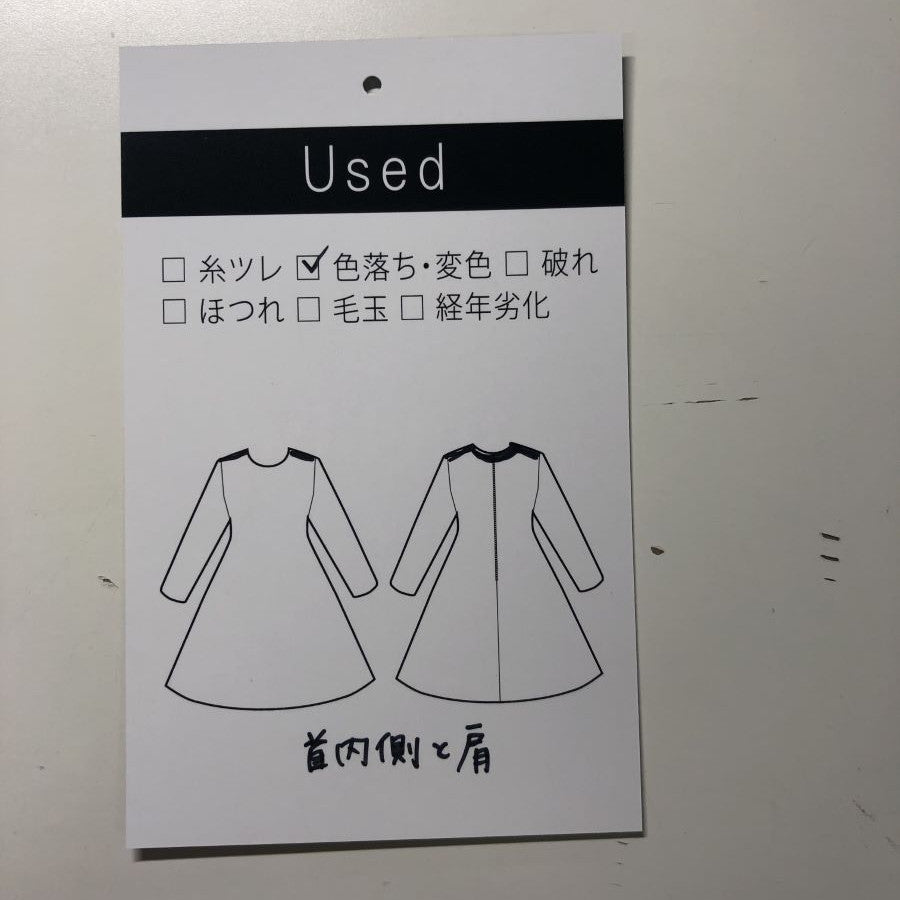 Used
□ 糸ツレ ☑ 色落ち・変色 □ 破れ
□ ほつれ □ 毛玉 □ 経年劣化
首内側と肩